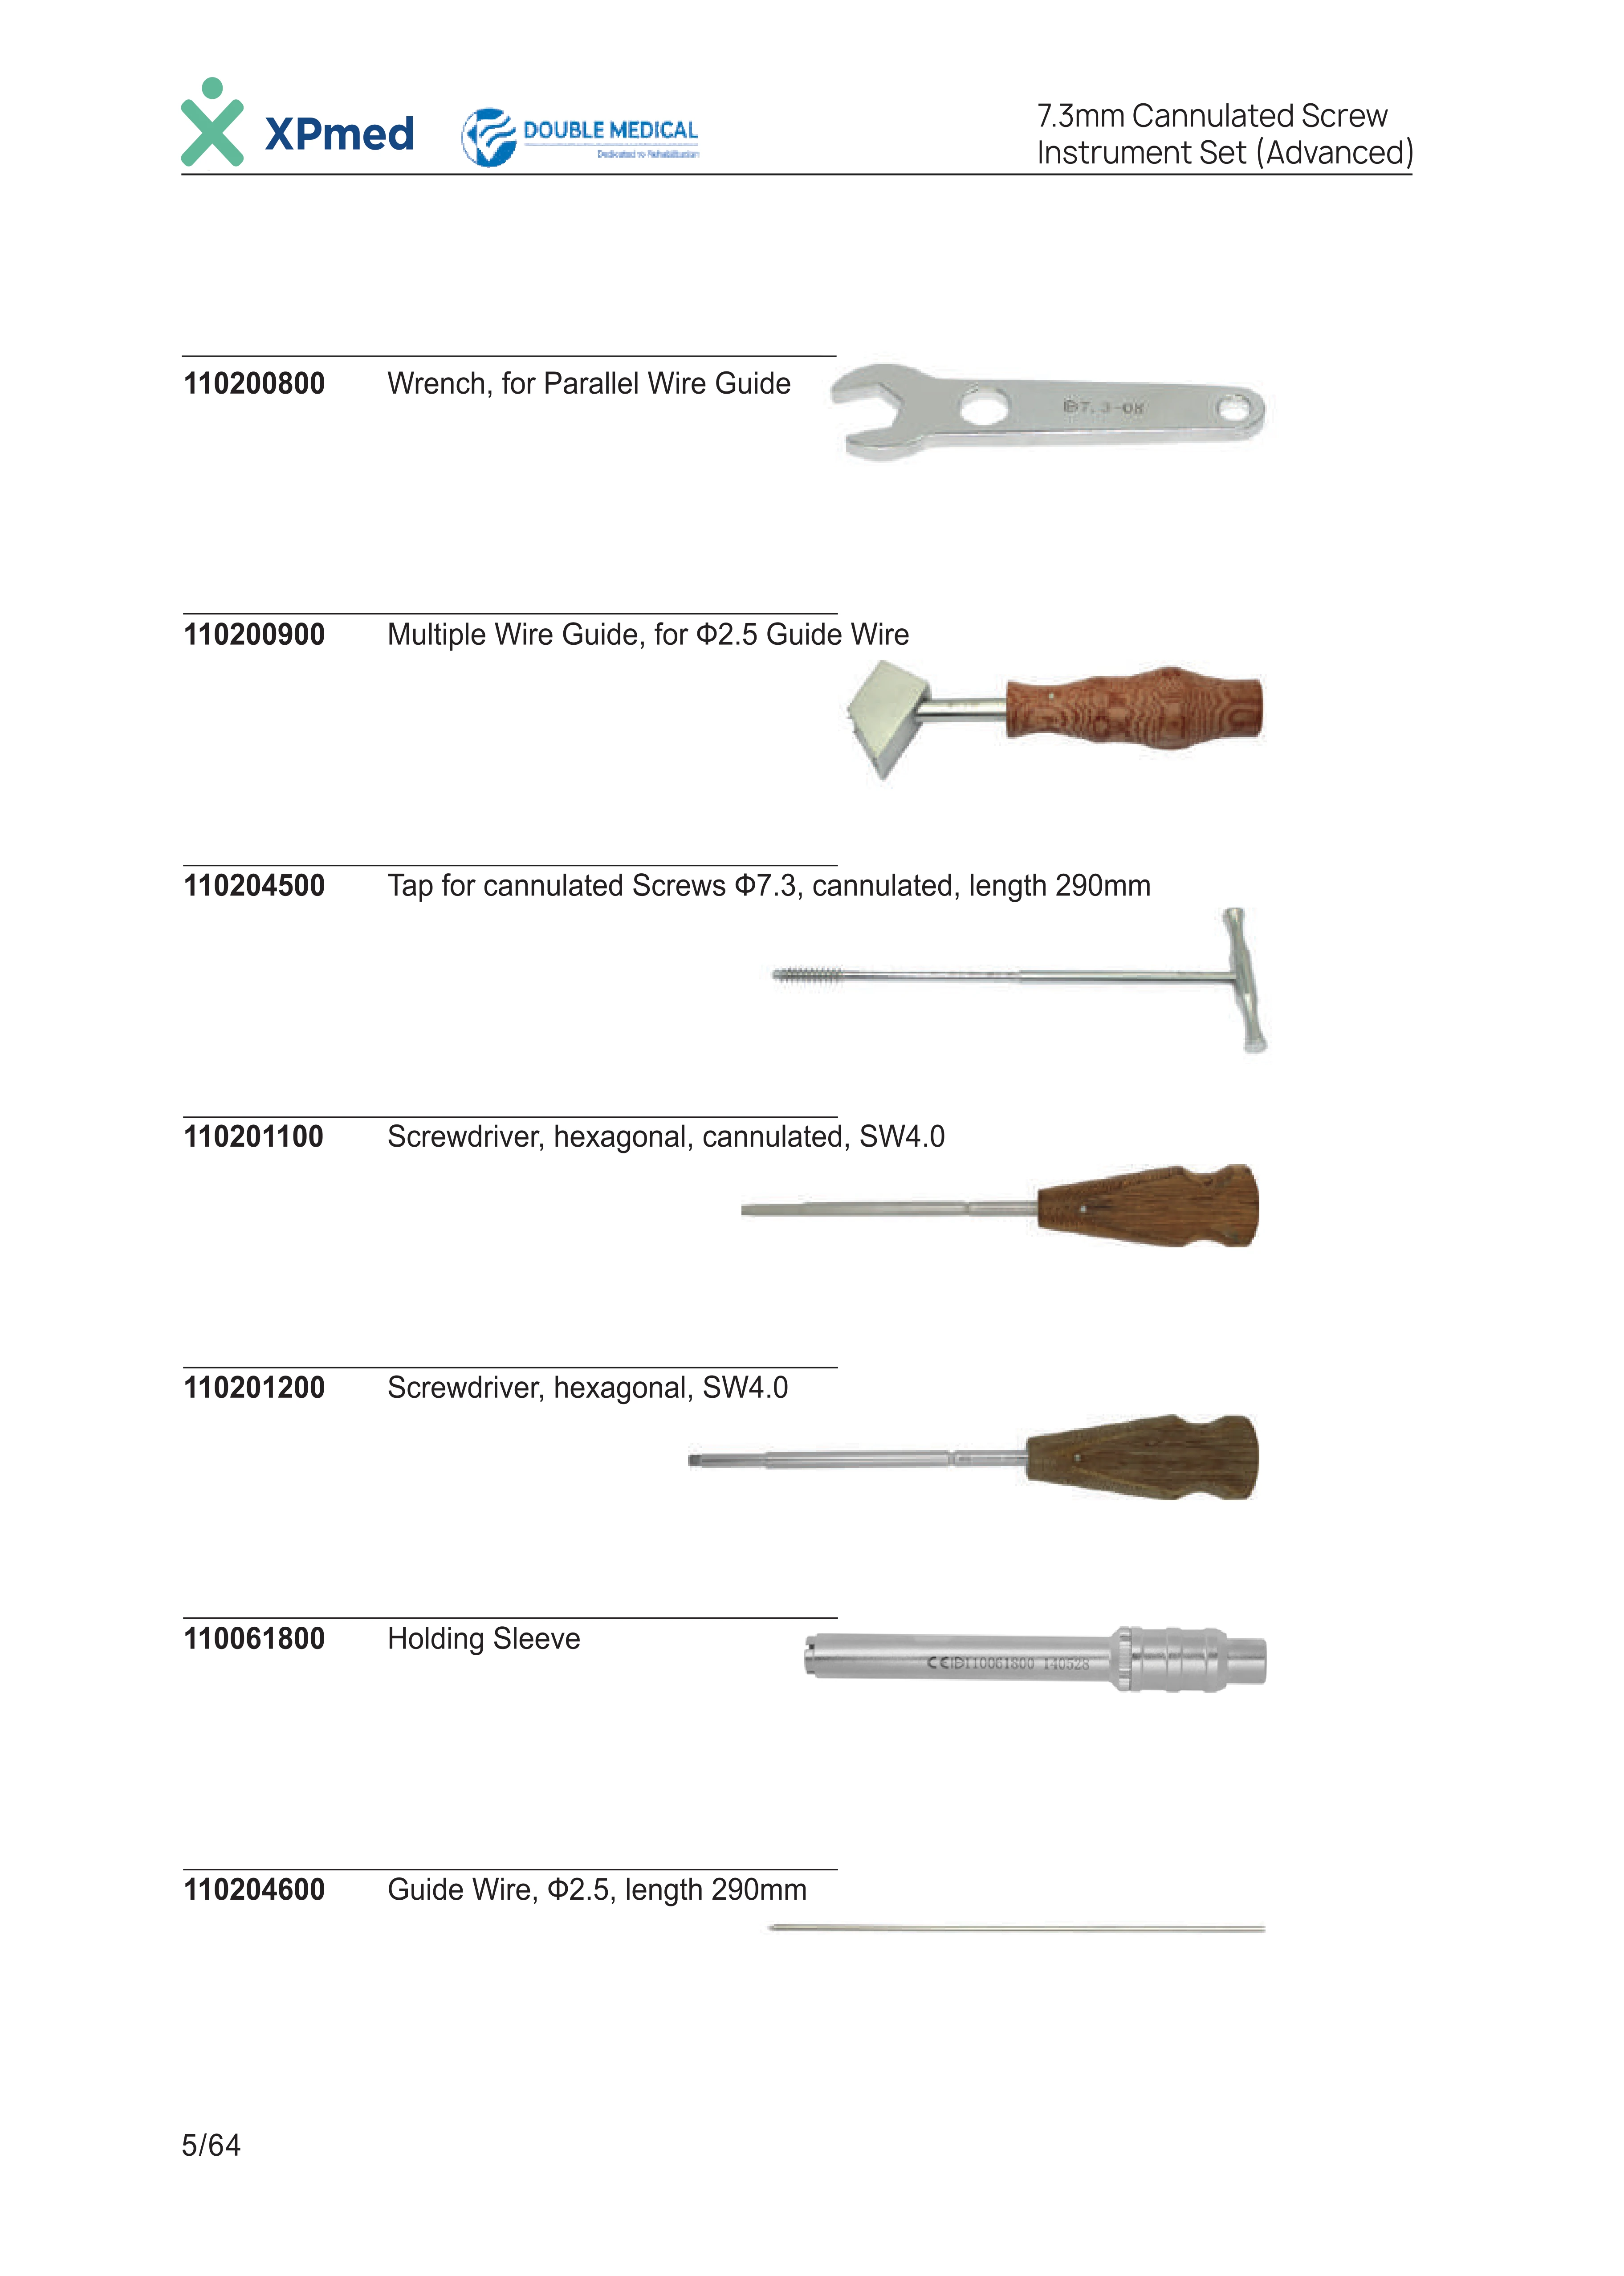 XPmed
DOUBLE MEDICAL
Dedicated to Rehabilitation
7.3mm Cannulated Screw
Instrument Set (Advanced)
110200800 Wrench, for Parallel Wire Guide
7.3-08
110200900 Multiple Wire Guide, for Φ2.5 Guide Wire
110204500 Tap for cannulated Screws Φ7.3, cannulated, length 290mm
110201100 Screwdriver, hexagonal, cannulated, SW4.0
110201200 Screwdriver, hexagonal, SW4.0
110061800 Holding Sleeve
CE 110061800 140528
110204600 Guide Wire, Φ2.5, length 290mm
5/64